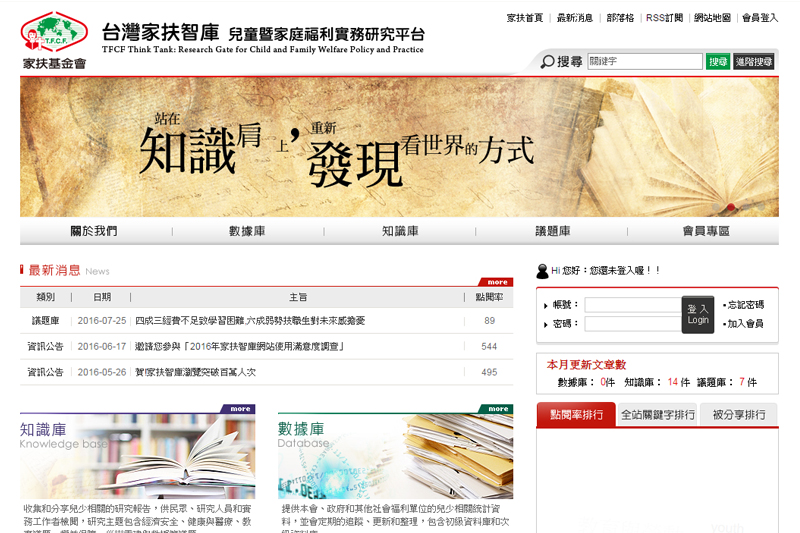 家扶首頁 | 最新消息 | 部落格 | RSS訂閱 | 網站地圖 | 會員登入
T.F.C.F.
家扶基金會
台灣家扶智庫 兒童暨家庭福利實務研究平台
TFCF Think Tank: Research Gate for Child and Family Welfare Policy and Practice
搜尋 關鍵字 搜尋 進階搜尋
站在
知識肩上，
重新
發現看世界的方式
關於我們 | 數據庫 | 知識庫 | 議題庫 | 會員專區
最新消息 News
more
類別 | 日期 | 主旨 | 點閱率
議題庫 | 2016-07-25 | 四成三經費不足致學習困難,六成弱勢扶職生對未來感擔憂 | 89
資訊公告 | 2016-06-17 | 邀請您參與「2016年家扶智庫網站使用滿意度調查」 | 544
資訊公告 | 2016-05-26 | 賀!家扶智庫瀏覽突破百萬人次 | 495
Hi 您好：您還未登入喔！！
帳號：
密碼：
登入
Login
忘記密碼
加入會員
本月更新文章數
數據庫： 0件 知識庫： 14 件 議題庫： 7 件
點閱率排行 全站關鍵字排行 被分享排行
more
知識庫
Knowledge base
收集和分享兒少相關的研究報告，供民眾、研究人員和實
務工作者檢閱，研究主題包含經濟安全、健康與醫療、教
more
數據庫
Database
提供本會、政府和其他社會福利單位的兒少相關統計資
料，並會定期的追蹤、更新和整理，包含初級資料庫和次